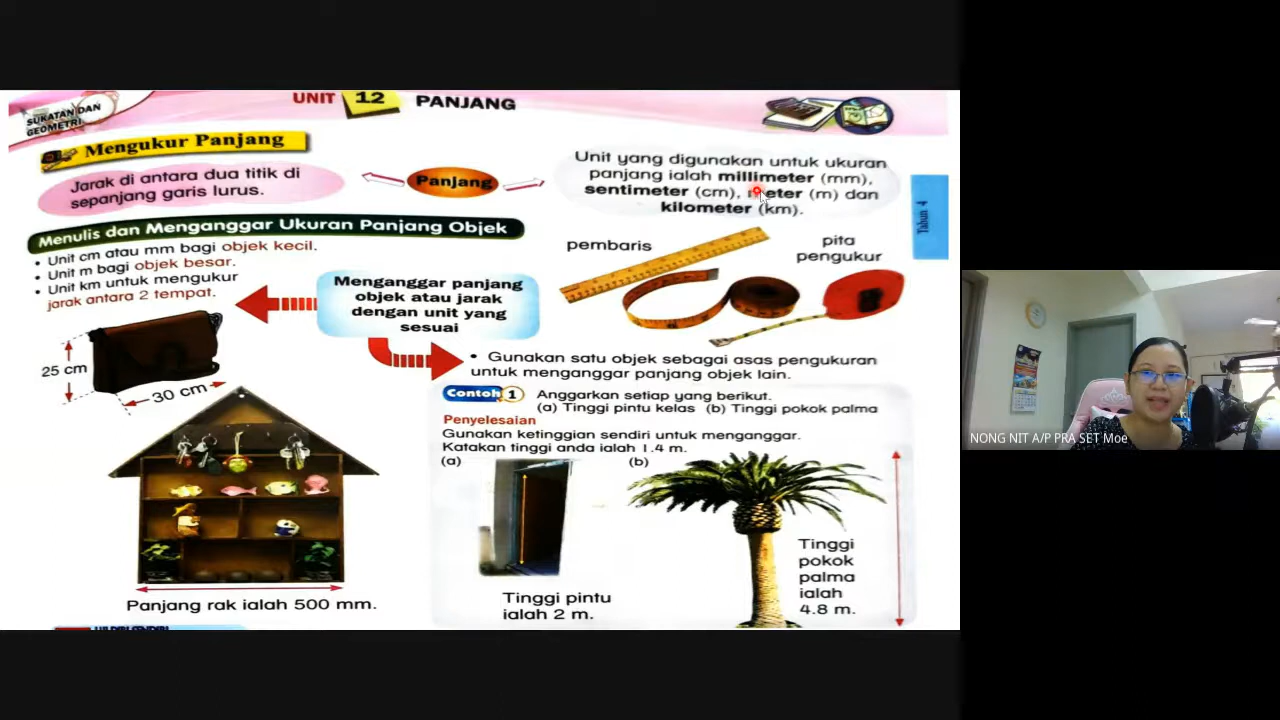 SUKATAN DAN
GEOMETRI
UNIT 12 PANJANG
Mengukur Panjang
Jarak di antara dua titik di
sepanjang garis lurus.
Panjang
Unit yang digunakan untuk ukuran
panjang ialah millimeter (mm),
sentimeter (cm), meter (m) dan
kilometer (km).
Tahun 4
Menulis dan Menganggar Ukuran Panjang Objek
• Unit cm atau mm bagi objek kecil.
• Unit m bagi objek besar.
• Unit km untuk mengukur
jarak antara 2 tempat.
Menganggar panjang
objek atau jarak
dengan unit yang
sesuai
pembaris
pita
pengukur
25 cm
30 cm
• Gunakan satu objek sebagai asas pengukuran
untuk menganggar panjang objek lain.
Contoh 1 Anggarkan setiap yang berikut.
(a) Tinggi pintu kelas (b) Tinggi pokok palma
Penyelesaian
Gunakan ketinggian sendiri untuk menganggar.
Katakan tinggi anda ialah 1.4 m.
(a) (b)
Panjang rak ialah 500 mm.
Tinggi pintu
ialah 2 m.
Tinggi
pokok
palma
ialah
4.8 m.
NONG NIT A/P PRA SET Moe